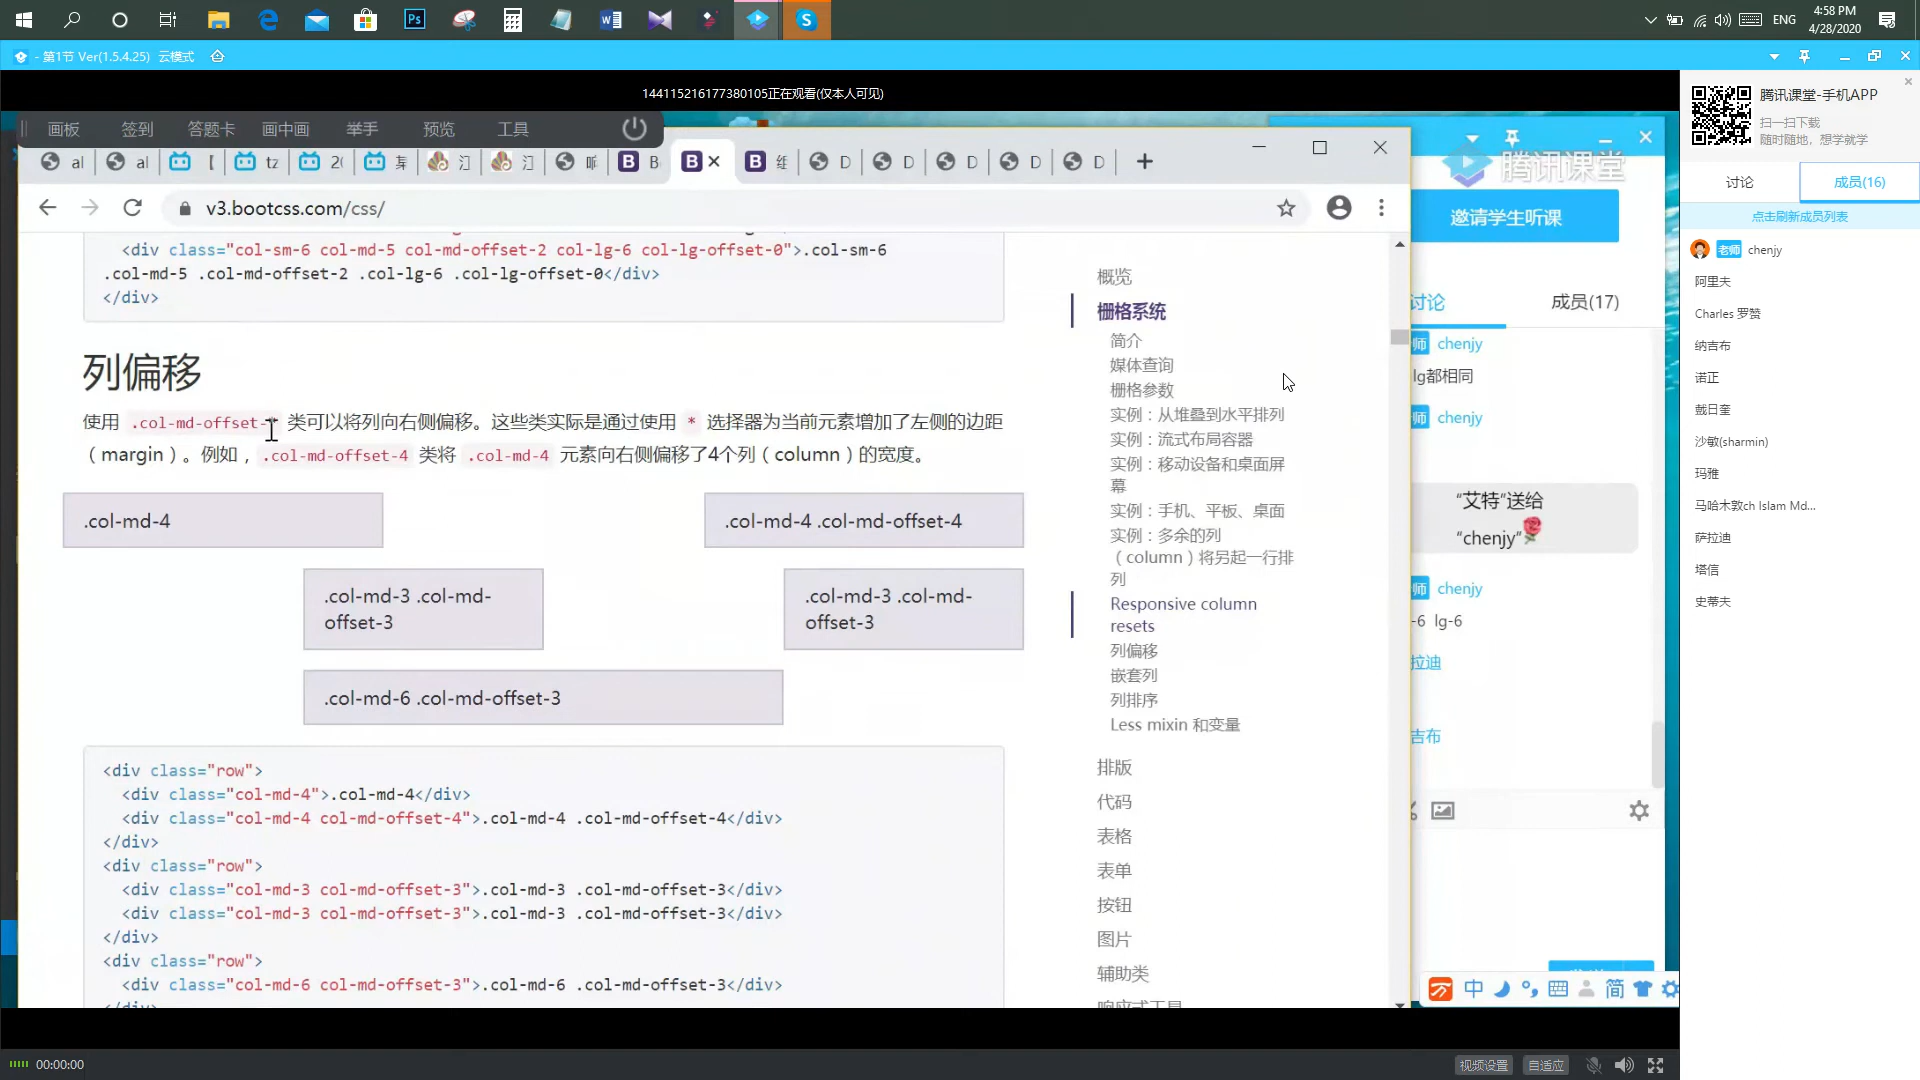 4:58 PM
ENG
4/28/2020
- 第1节 Ver(1.5.4.25) 云模式
144115216177380105正在观看(仅本人可见)
画板 签到 答题卡 画中画 举手 预览 工具
v3.bootcss.com/css/
<div class="col-sm-6 col-md-5 col-md-offset-2 col-lg-6 col-lg-offset-0">.col-sm-6
.col-md-5 .col-md-offset-2 .col-lg-6 .col-lg-offset-0</div>
</div>
列偏移
使用 .col-md-offset-* 类可以将列向右侧偏移。这些类实际是通过使用 * 选择器为当前元素增加了左侧的边距
（margin）。例如，.col-md-offset-4 类将 .col-md-4 元素向右侧偏移了4个列（column）的宽度。
.col-md-4
.col-md-4 .col-md-offset-4
.col-md-3 .col-md-
offset-3
.col-md-3 .col-md-
offset-3
.col-md-6 .col-md-offset-3
<div class="row">
<div class="col-md-4">.col-md-4</div>
<div class="col-md-4 col-md-offset-4">.col-md-4 .col-md-offset-4</div>
</div>
<div class="row">
<div class="col-md-3 col-md-offset-3">.col-md-3 .col-md-offset-3</div>
<div class="col-md-3 col-md-offset-3">.col-md-3 .col-md-offset-3</div>
</div>
<div class="row">
<div class="col-md-6 col-md-offset-3">.col-md-6 .col-md-offset-3</div>
概览
栅格系统
简介
媒体查询
栅格参数
实例：从堆叠到水平排列
实例：流式布局容器
实例：移动设备和桌面屏
幕
实例：手机、平板、桌面
实例：多余的列
（column）将另起一行排
列
Responsive column
resets
列偏移
嵌套列
列排序
Less mixin 和变量
排版
代码
表格
表单
按钮
图片
辅助类
响应式工具
腾讯课堂
邀请学生听课
讨论 成员(17)
师 chenjy
lg都相同
师 chenjy
“艾特”送给
“chenjy”
师 chenjy
-6 lg-6
拉迪
吉布
中 简
腾讯课堂-手机APP
扫一扫下载
随时随地，想学就学
讨论 成员(16)
点击刷新成员列表
老师 chenjy
阿里夫
Charles 罗赞
纳吉布
诺正
戴日奎
沙敏(sharmin)
玛雅
马哈木敦ch Islam Md...
萨拉迪
塔信
史蒂夫
00:00:00
视频设置 自适应